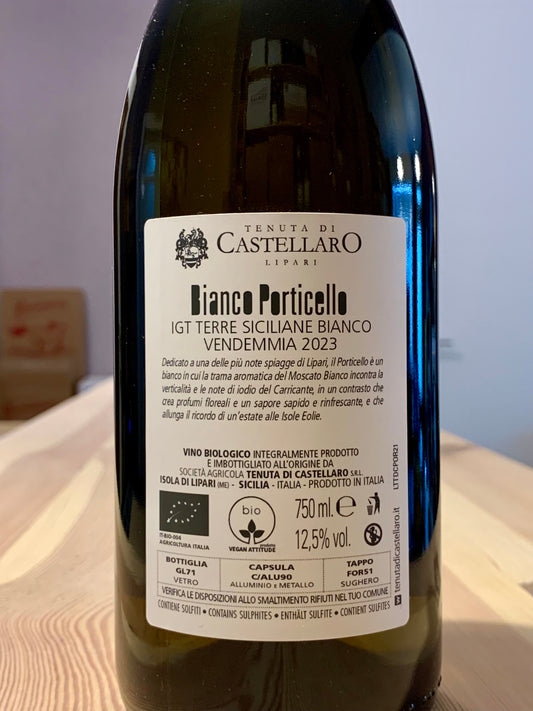 TENUTA DI
CASTELLARO
LIPARI
Bianco Porticello
IGT TERRE SICILIANE BIANCO
VENDEMMIA 2023
Dedicato a una delle più note spiagge di Lipari, il Porticello è un
bianco in cui la trama aromatica del Moscato Bianco incontra la
verticalità e le note di iodio del Carricante, in un contrasto che
crea profumi floreali e un sapore sapido e rinfrescante, e che
allunga il ricordo di un'estate alle Isole Eolie.
VINO BIOLOGICO INTEGRALMENTE PRODOTTO
E IMBOTTIGLIATO ALL'ORIGINE DA
SOCIETÀ AGRICOLA TENUTA DI CASTELLARO S.R.L.
ISOLA DI LIPARI (ME) - SICILIA - ITALIA - PRODOTTO IN ITALIA
IT-BIO-004
AGRICOLTURA ITALIA
bio
VEGAN ATTITUDE
750 ml. e
12,5% vol.
BOTTIGLIA
GL71
VETRO
CAPSULA
C/ALU90
ALLUMINIO e METALLO
TAPPO
FOR51
SUGHERO
VERIFICA LE DISPOSIZIONI ALLO SMALTIMENTO RIFIUTI NEL TUO COMUNE
CONTIENE SOLFITI • CONTAINS SULPHITES • ENTHÄLT SULFITE • CONTIENT SULFITES
tenutadicastellaro.it
LTTDCPOR21